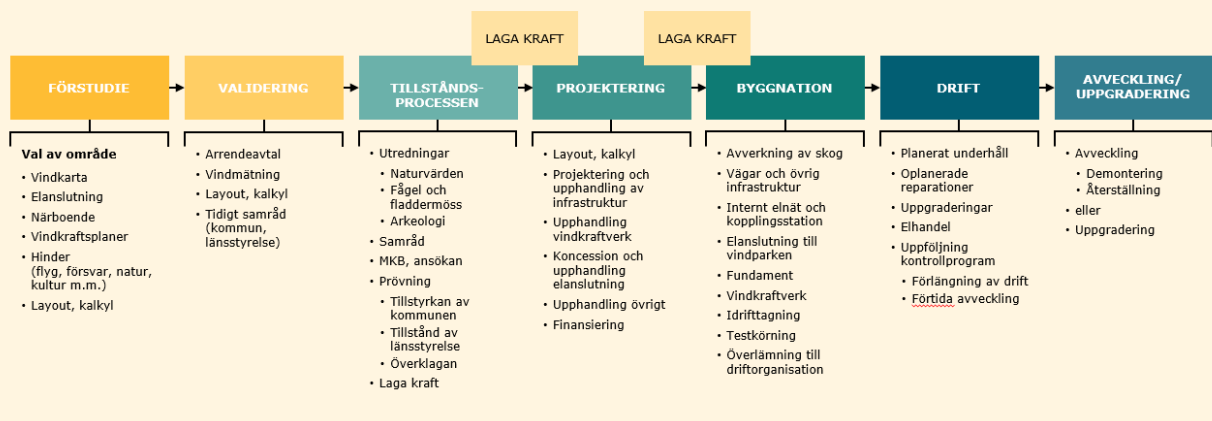 LAGA KRAFT
LAGA KRAFT
FÖRSTUDIE
VALIDERING
TILLSTÅNDS-
PROCESSEN
PROJEKTERING
BYGGNATION
DRIFT
AVVECKLING/
UPPGRADERING
Val av område
• Vindkarta
• Elanslutning
• Närboende
• Vindkraftsplaner
• Hinder
(flyg, försvar, natur,
kultur m.m.)
• Layout, kalkyl
• Arrendeavtal
• Vindmätning
• Layout, kalkyl
• Tidigt samråd
(kommun,
länsstyrelse)
• Utredningar
• Naturvärden
• Fågel och
fladdermöss
• Arkeologi
• Samråd
• MKB, ansökan
• Prövning
• Tillstyrkan av
kommunen
• Tillstånd av
länsstyrelse
• Överklagan
• Laga kraft
• Layout, kalkyl
• Projektering och
upphandling av
infrastruktur
• Upphandling
vindkraftverk
• Koncession och
upphandling
elanslutning
• Upphandling övrigt
• Finansiering
• Avverkning av skog
• Vägar och övrig
infrastruktur
• Internt elnät och
kopplingsstation
• Elanslutning till
vindparken
• Fundament
• Vindkraftverk
• Idrifttagning
• Testkörning
• Överlämning till
driftorganisation
• Planerat underhåll
• Oplanerade
reparationer
• Uppgraderingar
• Elhandel
• Uppföljning
kontrollprogram
• Förlängning av drift
• Förtida avveckling
• Avveckling
• Demontering
• Återställning
• eller
• Uppgradering